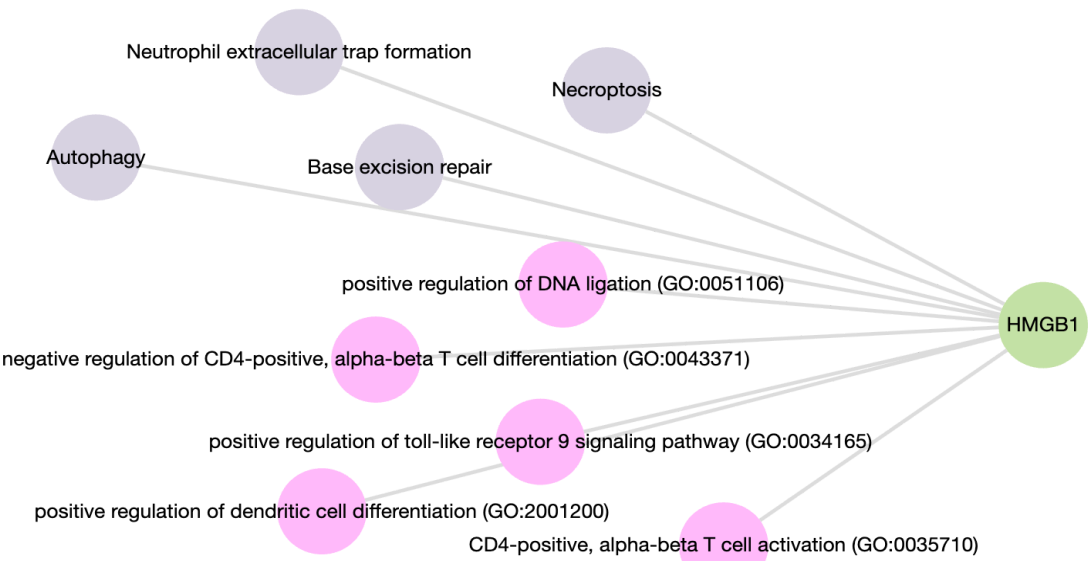 Neutrophil extracellular trap formation
Necroptosis
Autophagy
Base excision repair
positive regulation of DNA ligation (GO:0051106)
HMGB1
negative regulation of CD4-positive, alpha-beta T cell differentiation (GO:0043371)
positive regulation of toll-like receptor 9 signaling pathway (GO:0034165)
positive regulation of dendritic cell differentiation (GO:2001200)
CD4-positive, alpha-beta T cell activation (GO:0035710)